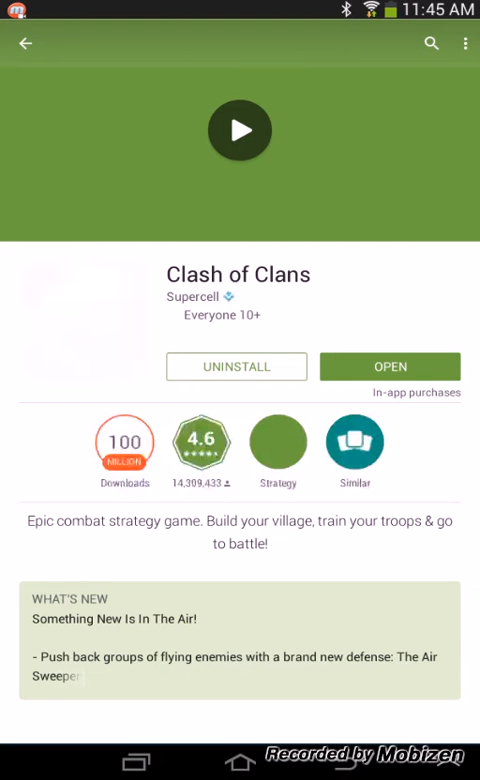 11:45 AM
Clash of Clans
Supercell
Everyone 10+
UNINSTALL
OPEN
In-app purchases
100
MILLION
4.6
Downloads
14,309,433
Strategy
Similar
Epic combat strategy game. Build your village, train your troops & go
to battle!
WHAT'S NEW
Something New Is In The Air!
- Push back groups of flying enemies with a brand new defense: The Air
Sweeper
Recorded by Mobizen